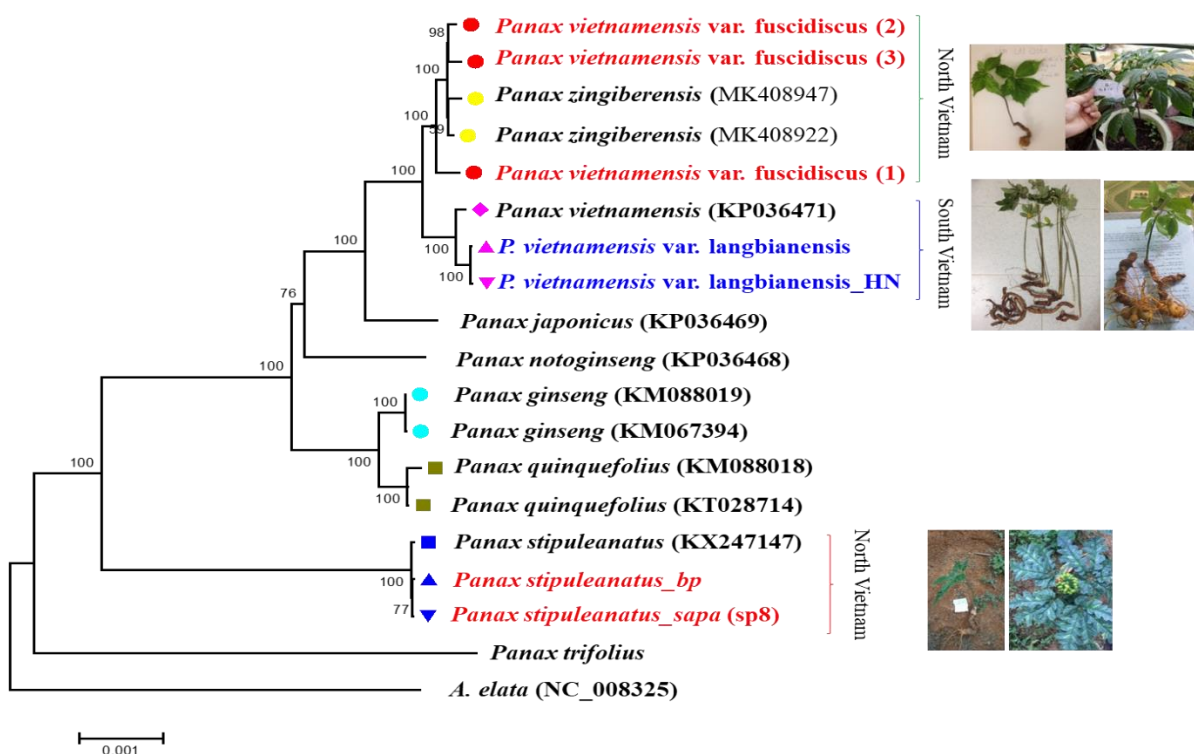 98
Panax vietnamensis var. fuscidiscus (2)
100
Panax vietnamensis var. fuscidiscus (3)
Panax zingiberensis (MK408947)
100
Panax zingiberensis (MK408922)
100
Panax vietnamensis var. fuscidiscus (1)
North Vietnam
Panax vietnamensis (KP036471)
100
P. vietnamensis var. langbianensis
100
P. vietnamensis var. langbianensis_HN
South Vietnam
100
Panax japonicus (KP036469)
76
Panax notoginseng (KP036468)
100
Panax ginseng (KM088019)
100
Panax ginseng (KM067394)
100
Panax quinquefolius (KM088018)
100
Panax quinquefolius (KT028714)
100
Panax stipuleanatus (KX247147)
100
Panax stipuleanatus_bp
77
Panax stipuleanatus_sapa (sp8)
North Vietnam
Panax trifolius
A. elata (NC_008325)
0.001